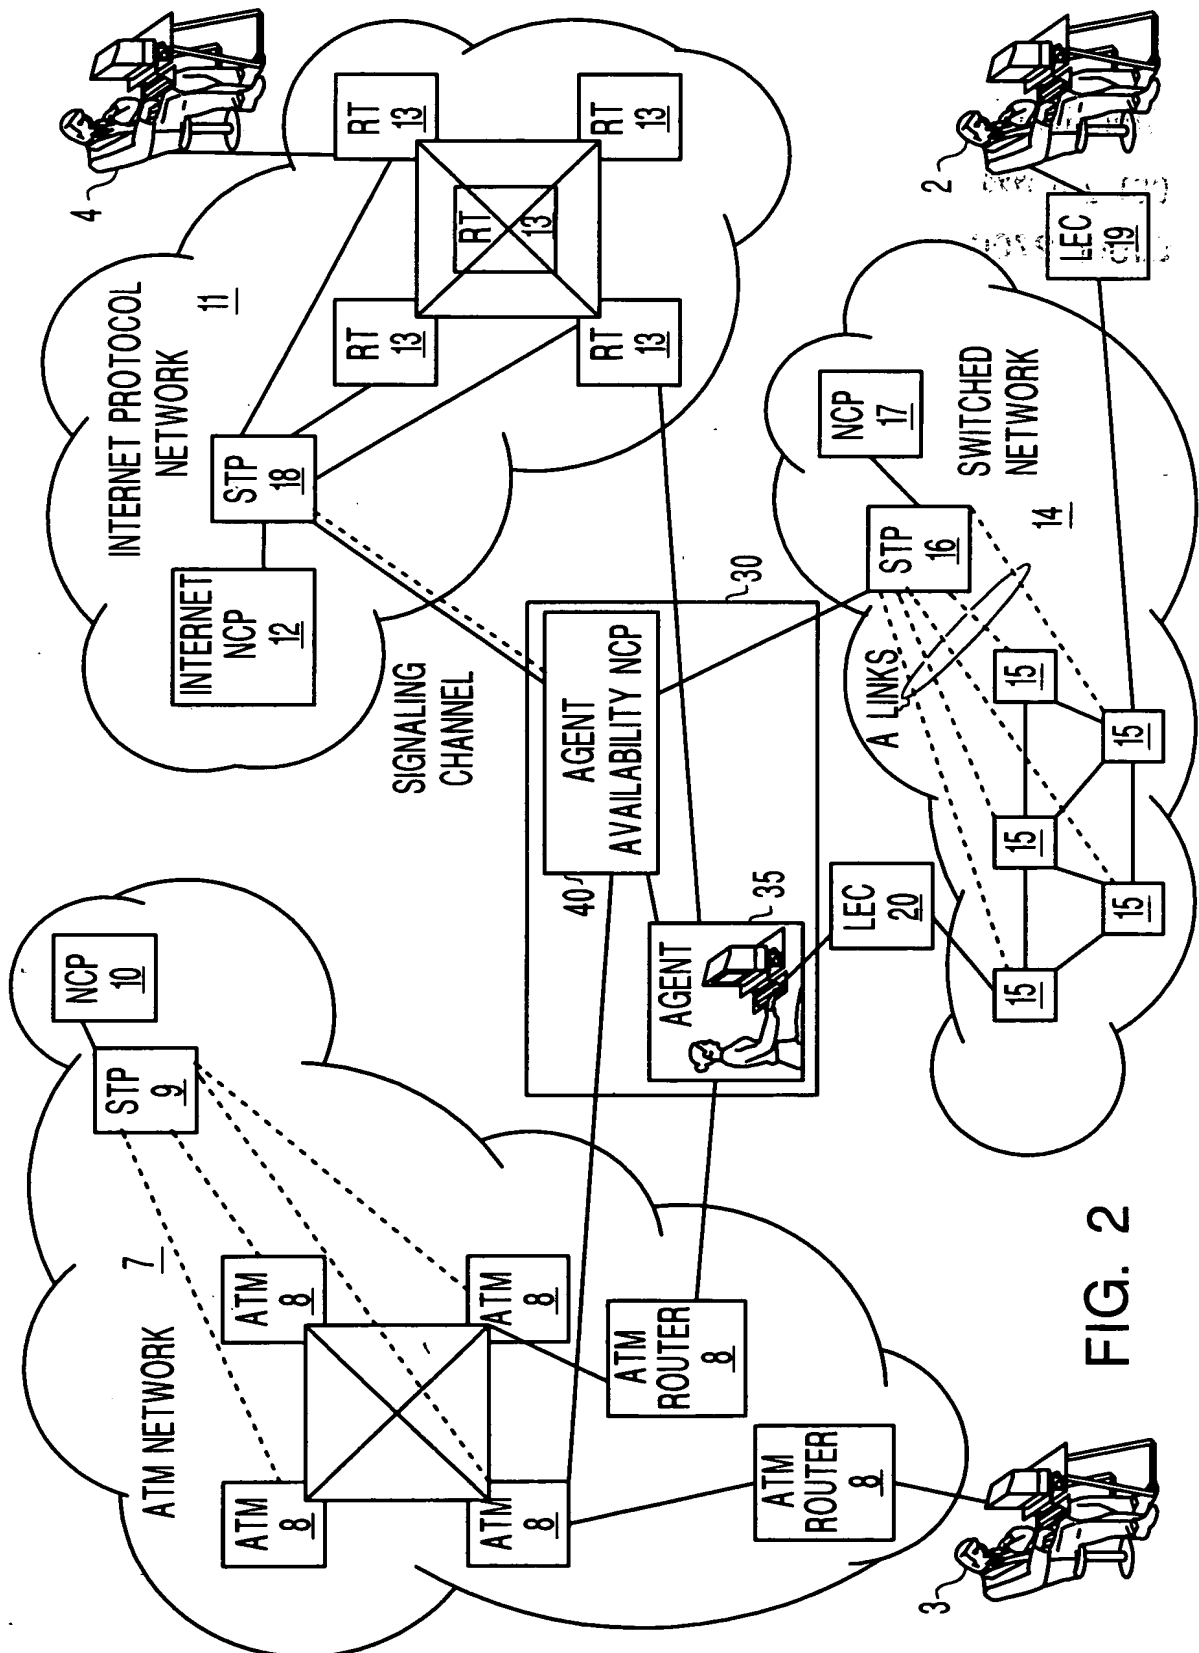 ATM NETWORK
7
STP
9
NCP
10
ATM
8
ATM
8
ATM
8
ATM
8
ATM
ROUTER
8
ATM
ROUTER
8
3
INTERNET PROTOCOL
NETWORK
11
INTERNET
NCP
12
STP
18
RT
13
RT
13
RT
13
RT
13
RT
13
4
SIGNALING
CHANNEL
30
AGENT
AVAILABILITY NCP
40
AGENT
35
LEC
20
SWITCHED
NETWORK
14
NCP
17
STP
16
A LINKS
15
15
15
15
15
LEC
19
2
FIG. 2